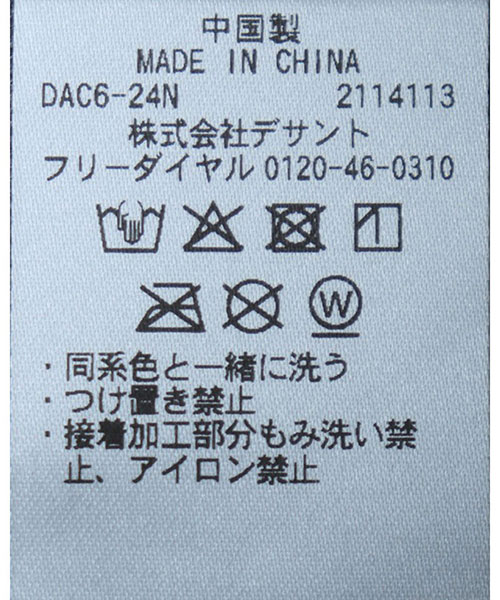 中国製
MADE IN CHINA
DAC6-24N 2114113
株式会社デサント
フリーダイヤル 0120-46-0310
W
・同系色と一緒に洗う
・つけ置き禁止
・接着加工部分もみ洗い禁
止、アイロン禁止